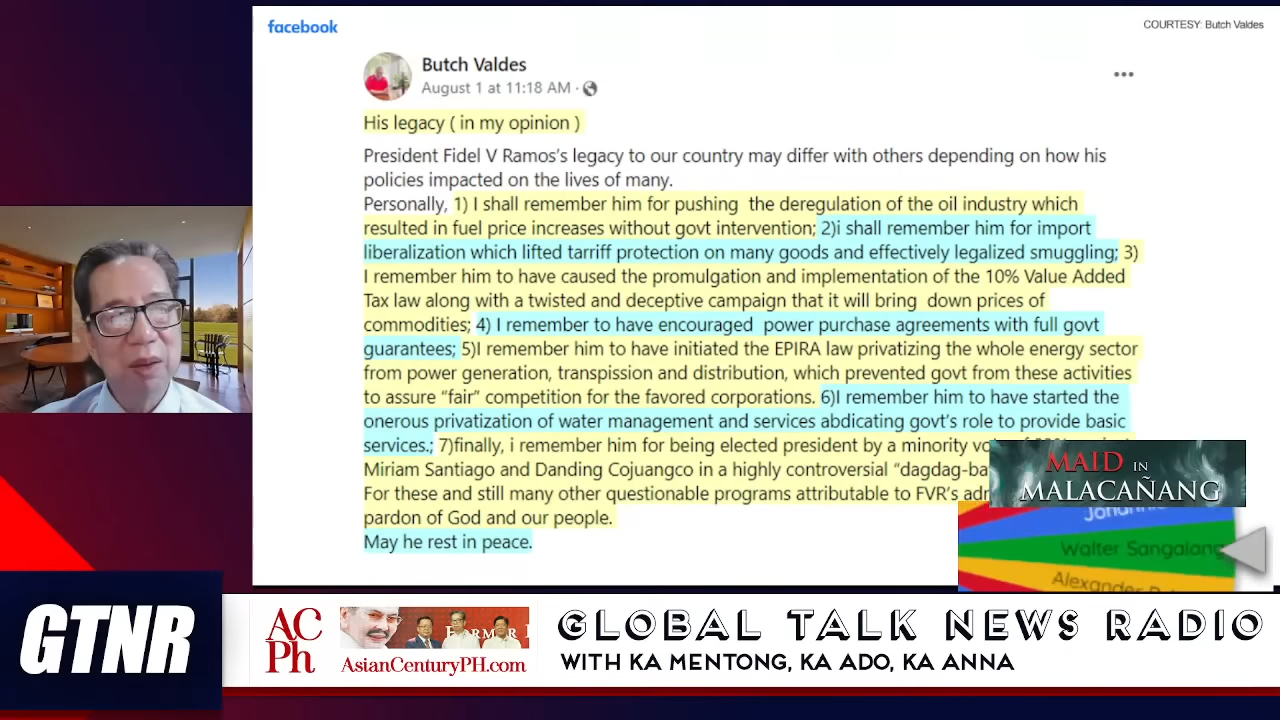 facebook
COURTESY: Butch Valdes
Butch Valdes
August 1 at 11:18 AM ·
His legacy ( in my opinion )
President Fidel V Ramos's legacy to our country may differ with others depending on how his
policies impacted on the lives of many.
Personally, 1) I shall remember him for pushing the deregulation of the oil industry which
resulted in fuel price increases without govt intervention; 2)i shall remember him for import
liberalization which lifted tarriff protection on many goods and effectively legalized smuggling; 3)
I remember him to have caused the promulgation and implementation of the 10% Value Added
Tax law along with a twisted and deceptive campaign that it will bring down prices of
commodities; 4) I remember to have encouraged power purchase agreements with full govt
guarantees; 5)I remember him to have initiated the EPIRA law privatizing the whole energy sector
from power generation, transpission and distribution, which prevented govt from these activities
to assure "fair" competition for the favored corporations. 6)I remember him to have started the
onerous privatization of water management and services abdicating govt's role to provide basic
services.; 7)finally, i remember him for being elected president by a minority
Miriam Santiago and Danding Cojuangco in a highly controversial "dagdag-ba
For these and still many other questionable programs attributable to FVR's
pardon of God and our people.
May he rest in peace.
MAID IN
MALACAÑANG
Walter Sangalang
Alexander
GTNR
AC
Ph
AsianCenturyPH.com
GLOBAL TALK NEWS RADIO
WITH KA MENTONG, KA ADO, KA ANNA